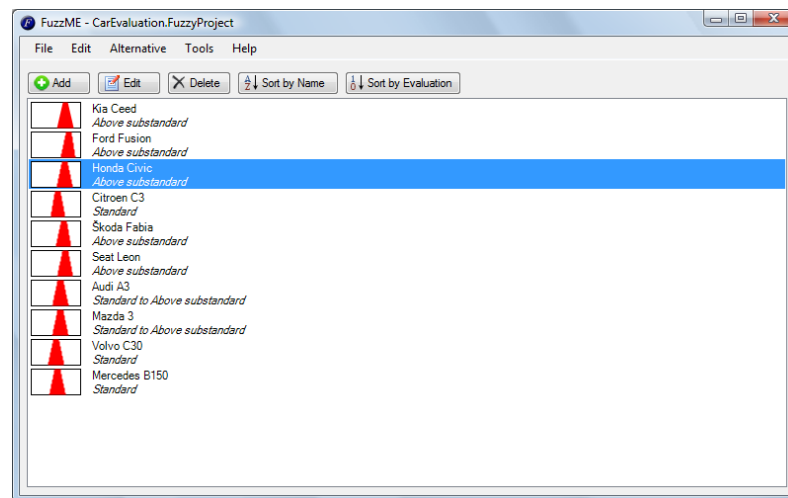 FuzzME - CarEvaluation.FuzzyProject
File Edit Alternative Tools Help
Add Edit Delete Sort by Name Sort by Evaluation
Kia Ceed
Above substandard
Ford Fusion
Above substandard
Honda Civic
Above substandard
Citroen C3
Standard
Škoda Fabia
Above substandard
Seat Leon
Above substandard
Audi A3
Standard to Above substandard
Mazda 3
Standard to Above substandard
Volvo C30
Standard
Mercedes B150
Standard